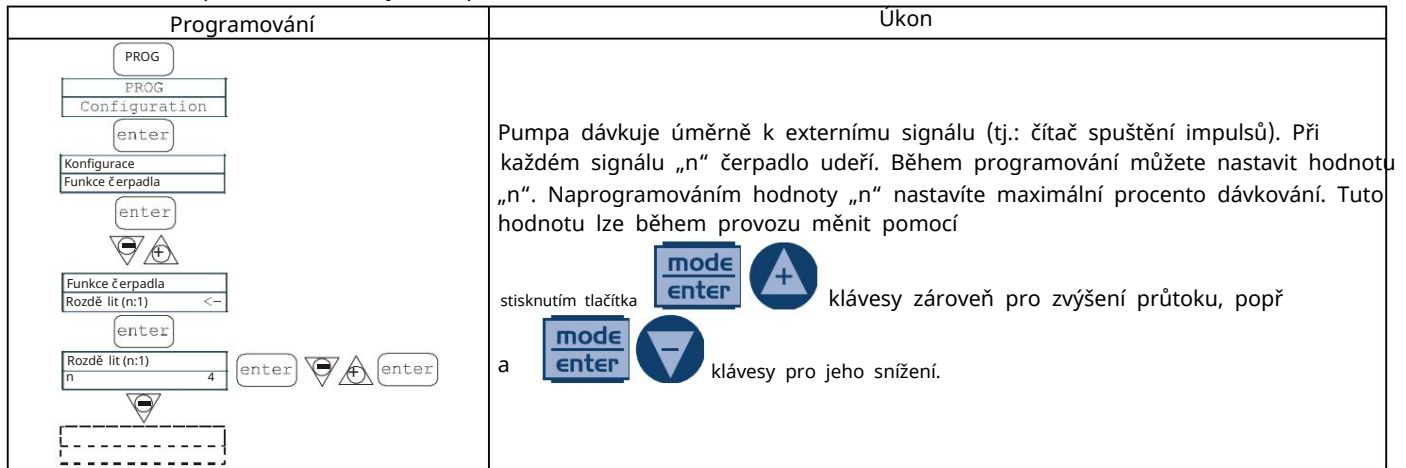 Programování
Úkon
PROG
PROG
Configuration
enter
Konfigurace
Funkce čerpadla
enter
Funkce čerpadla
Rozdě lit (n:1) <-
enter
Rozdě lit (n:1)
n 4
enter
enter
Pumpa dávkuje úměrně k externímu signálu (tj.: čítač spuštění impulsů). Při
každém signálu „n“ čerpadlo udeří. Během programování můžete nastavit hodnotu
„n“. Naprogramováním hodnoty „n“ nastavíte maximální procento dávkování. Tuto
hodnotu lze během provozu měnit pomocí
stisknutím tlačítka mode enter + klávesy zároveň pro zvýšení průtoku, popř
a mode enter - klávesy pro jeho snížení.